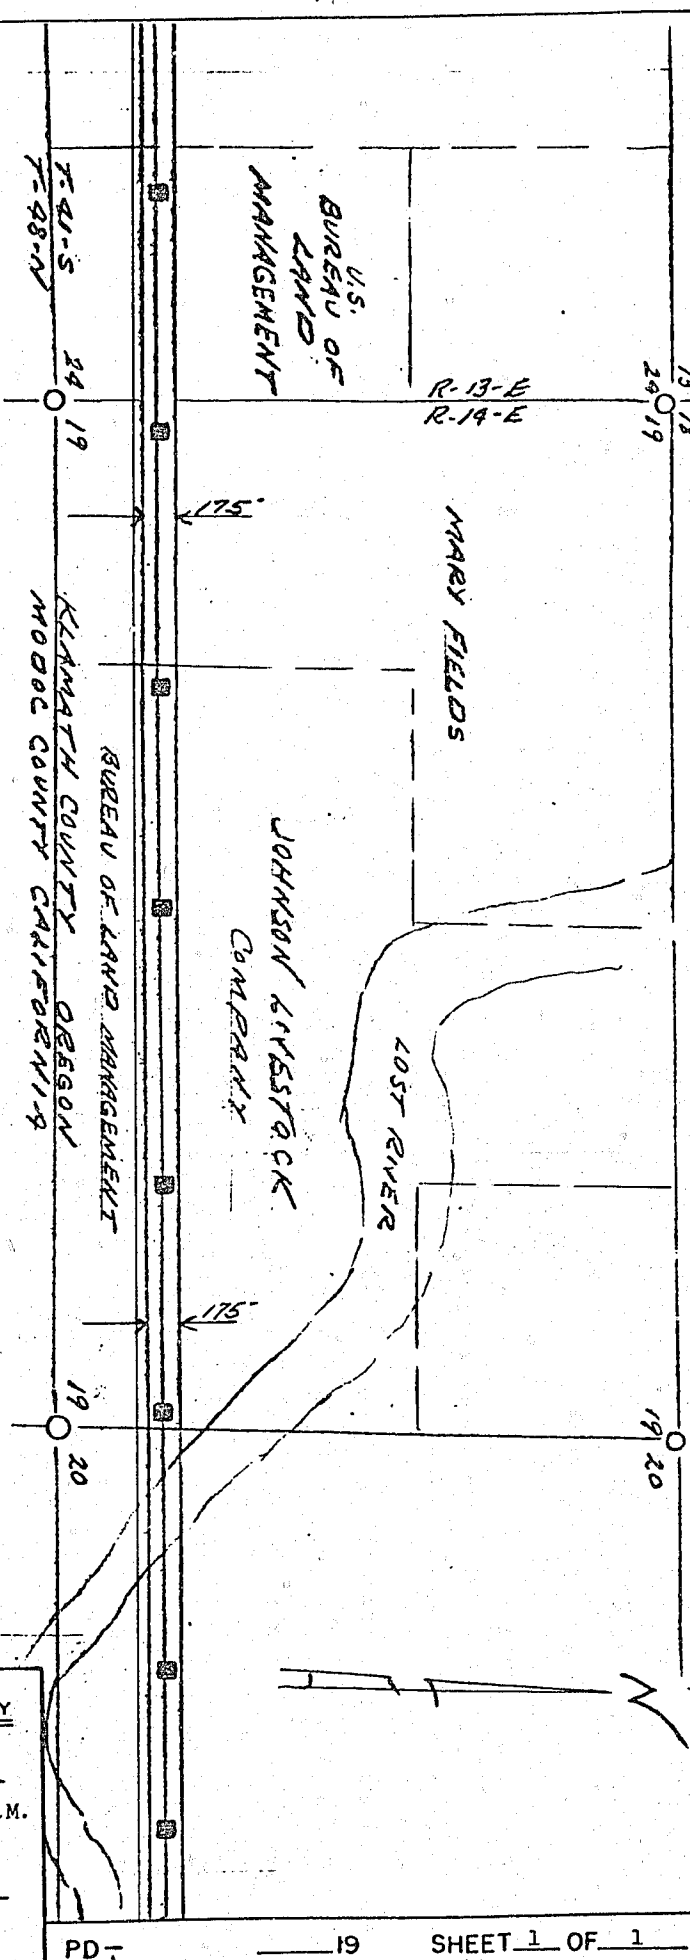 U.S.
BUREAU OF
LAND
MANAGEMENT
T-41-S
T-48-N
24
19
R-13-E
R-14-E
13
18
24
19
175'
MARY FIELDS
KLAMATH COUNTY OREGON
MODOC COUNTY CALIFORNIA
BUREAU OF LAND MANAGEMENT
JOHNSON LIVESTOCK
COMPANY
LOST RIVER
175'
19
20
19
20
N
Y
.M.
PD-
19
SHEET 1 OF 1